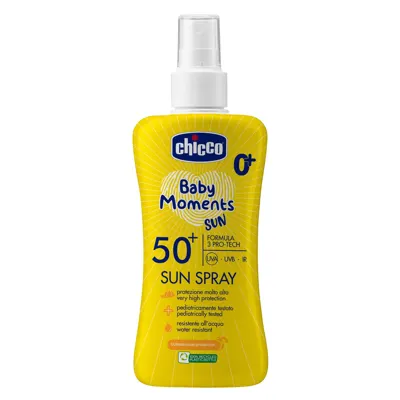 chicco
0+
Baby
Moments
SUN
50+
FORMULA
3 PRO-TECH
UVA · UVB · IR
SUN SPRAY
protezione molto alta
very high protection
pediatricamente testato
pediatrically tested
resistente all'acqua
water resistant